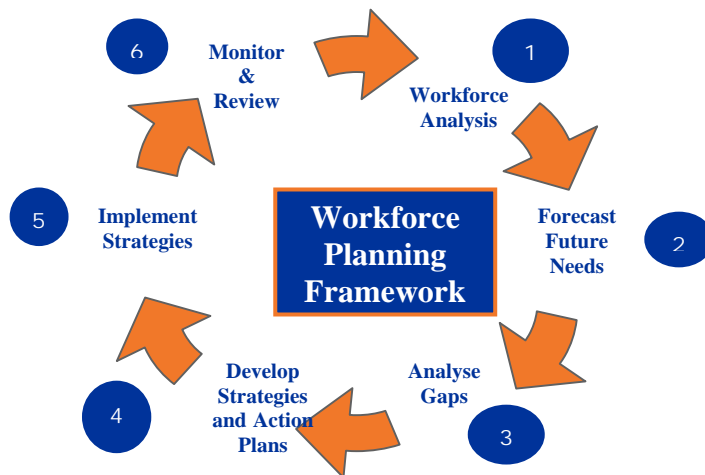 Workforce
Planning
Framework
1
Workforce
Analysis
2
Forecast
Future
Needs
3
Analyse
Gaps
4
Develop
Strategies
and Action
Plans
5
Implement
Strategies
6
Monitor
&
Review